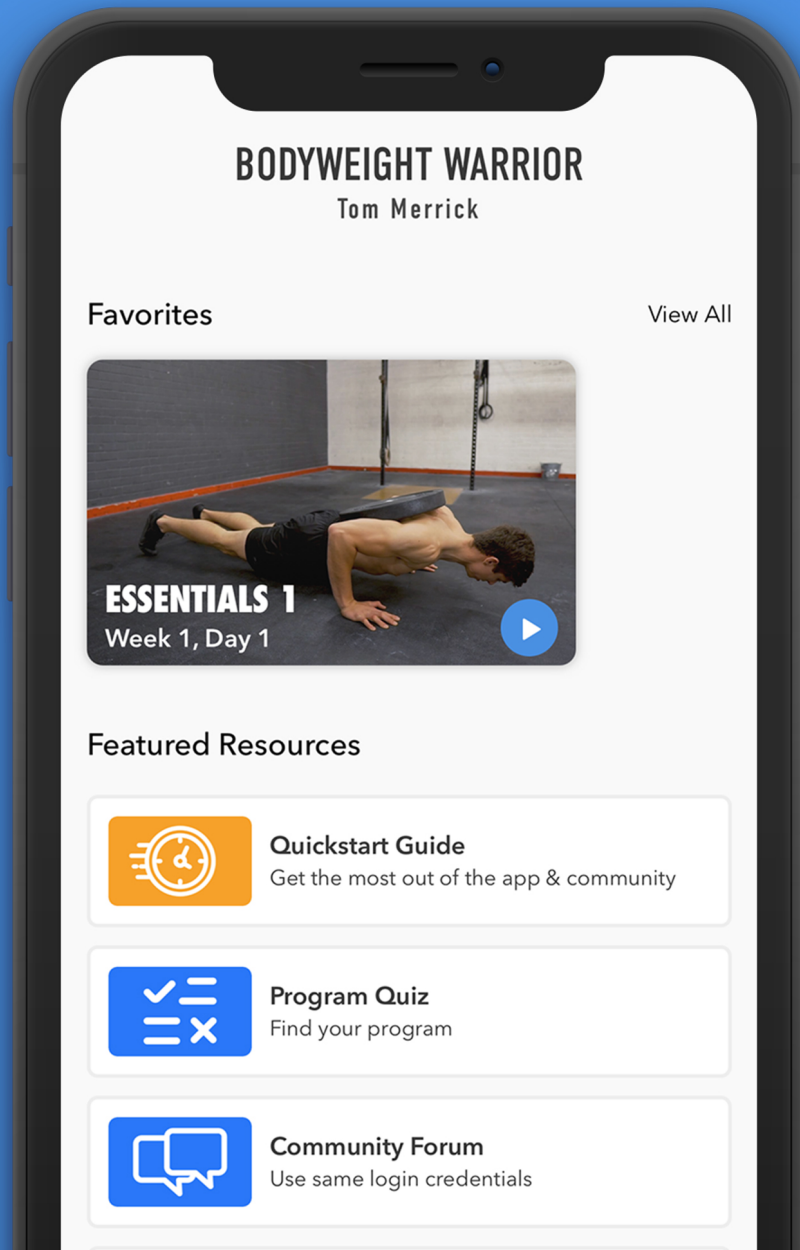 BODYWEIGHT WARRIOR
Tom Merrick
Favorites
View All
ESSENTIALS 1
Week 1, Day 1
Featured Resources
Quickstart Guide
Get the most out of the app & community
Program Quiz
Find your program
Community Forum
Use same login credentials